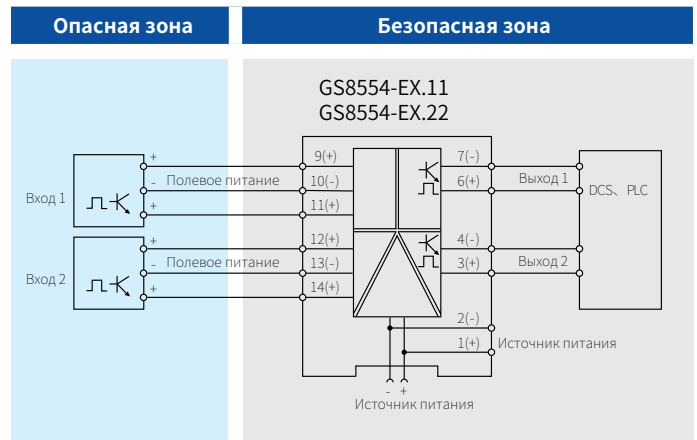 Опасная зона
Безопасная зона
GS8554-EX.11
GS8554-EX.22
Вход 1
+
- Полевое питание
+
9(+)
10(-)
11(+)
7(-)
6(+)
Выход 1
DCS、PLC
Вход 2
+
- Полевое питание
+
12(+)
13(-)
14(+)
4(-)
3(+)
Выход 2
2(-)
1(+)
Источник питания
- +
Источник питания